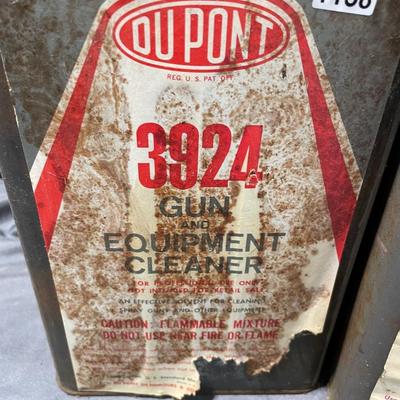 DU PONT
REG. U.S. PAT. OFF.
3924
GUN
AND
EQUIPMENT
CLEANER
FOR PROFESSIONAL USE ONLY
NOT INTENDED FOR RETAIL SALE
AN EFFECTIVE SOLVENT FOR CLEANING
SPRAY GUNS AND OTHER EQUIPMENT
CAUTION: FLAMMABLE MIXTURE
DO NOT USE NEAR FIRE OR FLAME